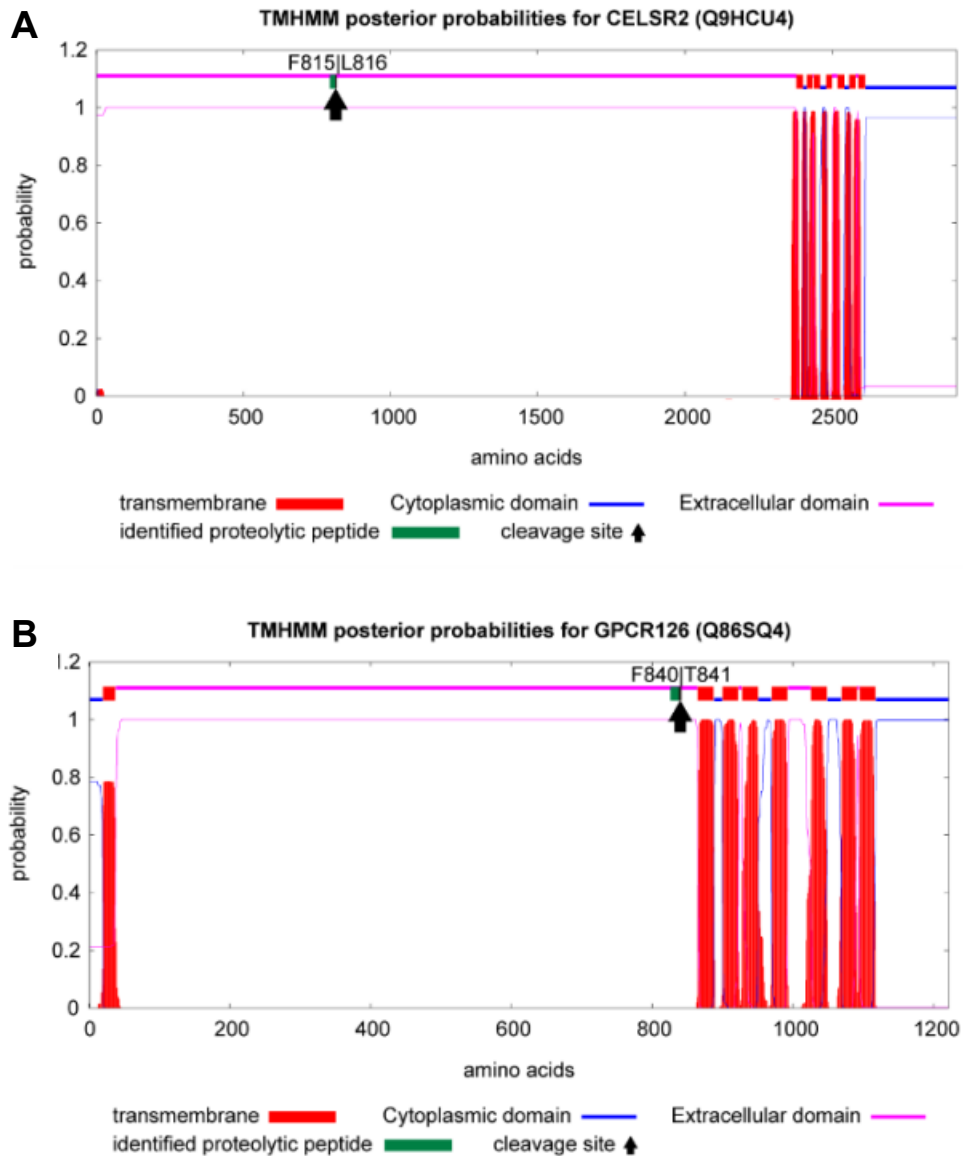 A
TMHMM posterior probabilities for CELSR2 (Q9HCU4)
1.2
F815|L816
1
0.8
0.6
0.4
0.2
0
probability
0 500 1000 1500 2000 2500
amino acids
transmembrane Cytoplasmic domain Extracellular domain
identified proteolytic peptide cleavage site
B
TMHMM posterior probabilities for GPCR126 (Q86SQ4)
1.2
F840|T841
1
0.8
0.6
0.4
0.2
0
probability
0 200 400 600 800 1000 1200
amino acids
transmembrane Cytoplasmic domain Extracellular domain
identified proteolytic peptide cleavage site